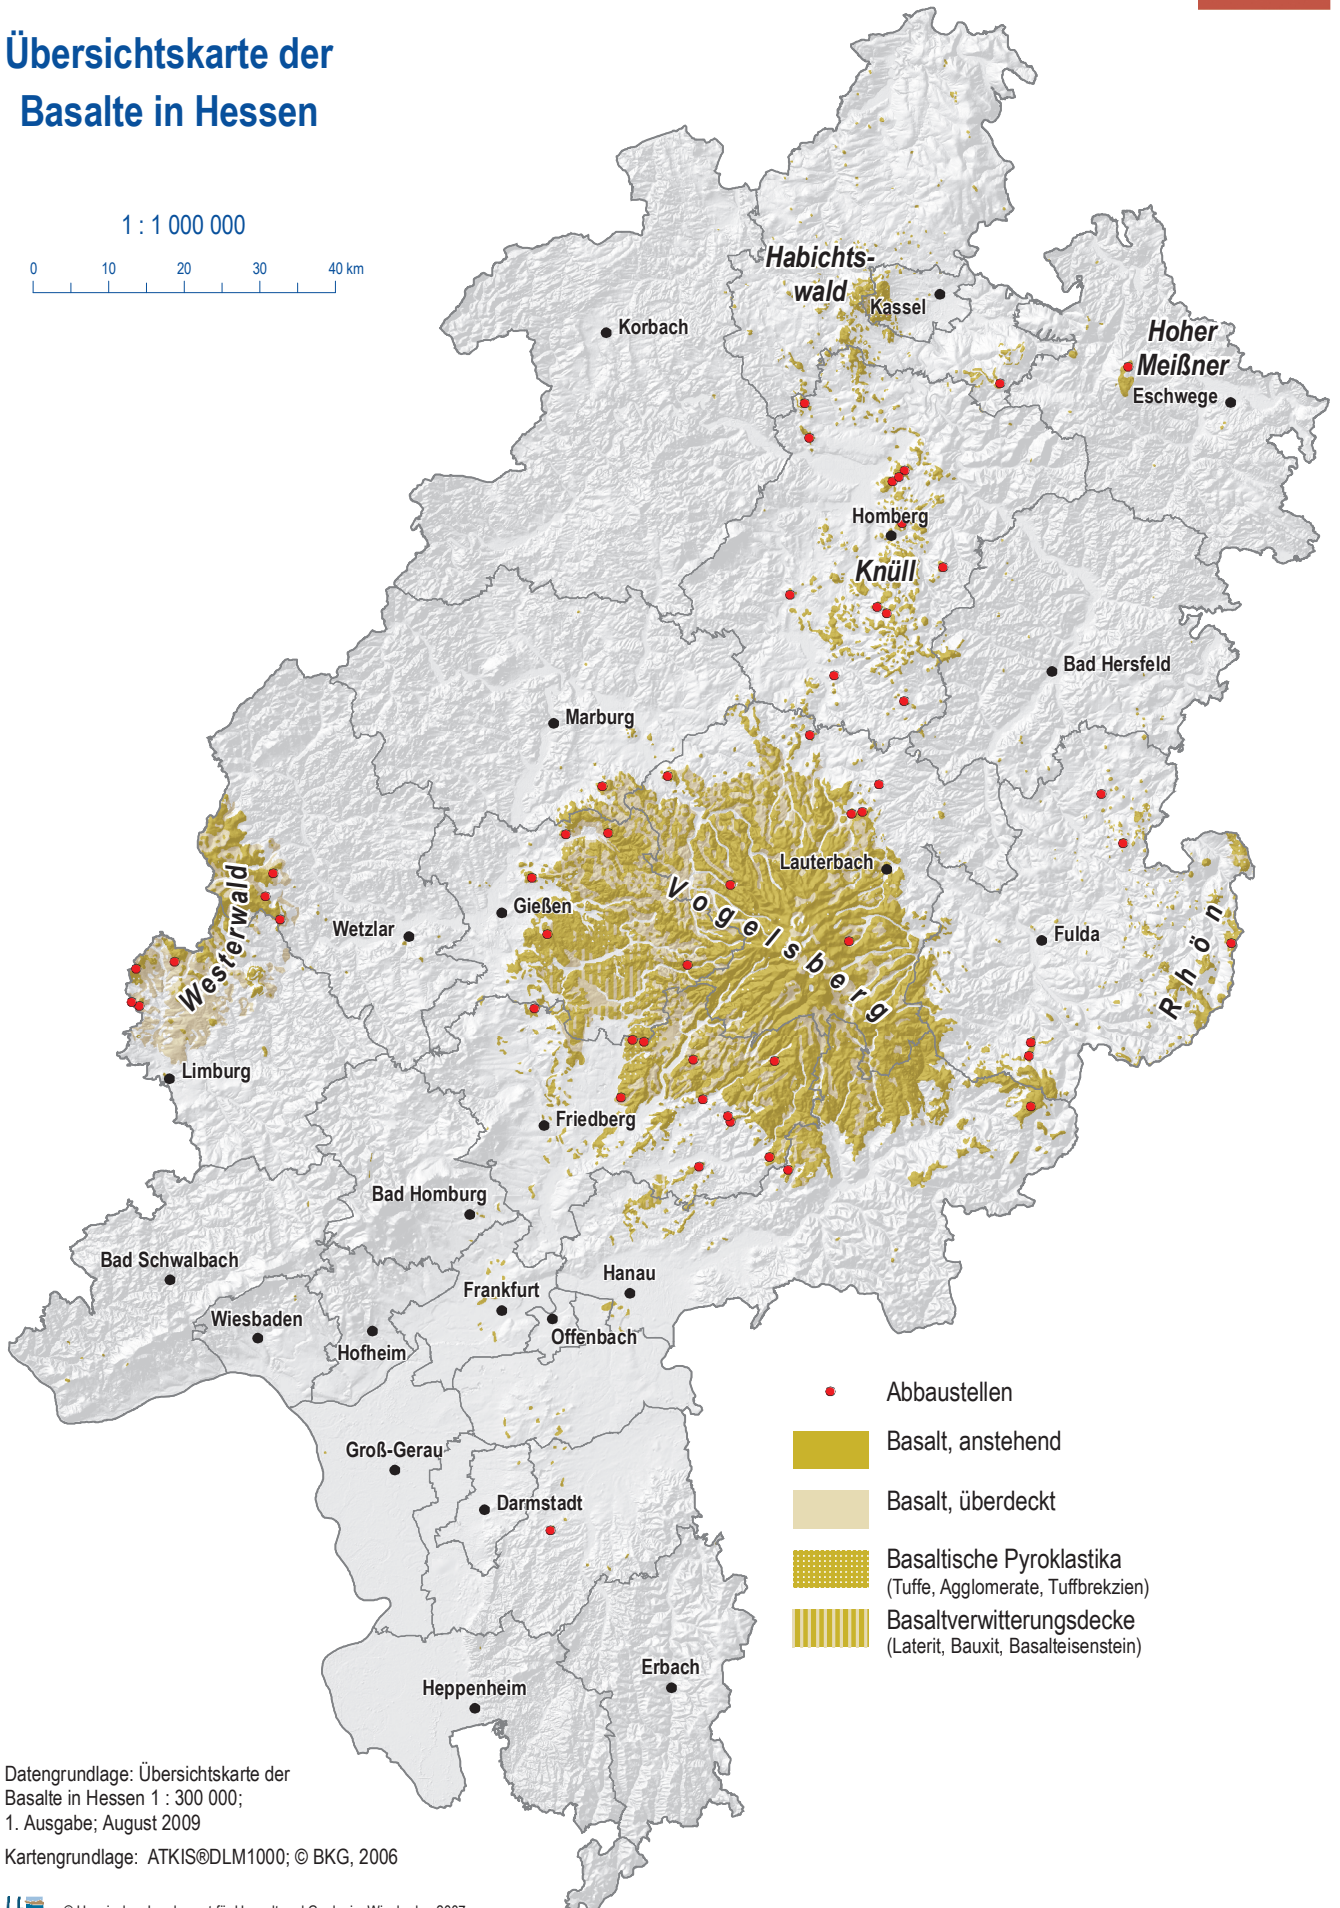 Übersichtskarte der
Basalte in Hessen
1 : 1 000 000
0 10 20 30 40 km
Habichts-
wald
Kassel
Korbach
Hoher
Meißner
Eschwege
Homberg
Knüll
Bad Hersfeld
Marburg
Lauterbach
Vogelsberg
Westerwald
Gießen
Wetzlar
Fulda
Rhön
Limburg
Friedberg
Bad Homburg
Bad Schwalbach
Hanau
Frankfurt
Wiesbaden
Offenbach
Hofheim
Abbaustellen
Basalt, anstehend
Groß-Gerau
Basalt, überdeckt
Darmstadt
Basaltische Pyroklastika
(Tuffe, Agglomerate, Tuffbrekzien)
Basaltverwitterungsdecke
(Laterit, Bauxit, Basalteisenstein)
Erbach
Heppenheim
Datengrundlage: Übersichtskarte der
Basalte in Hessen 1 : 300 000;
1. Ausgabe; August 2009
Kartengrundlage: ATKIS®DLM1000; © BKG, 2006